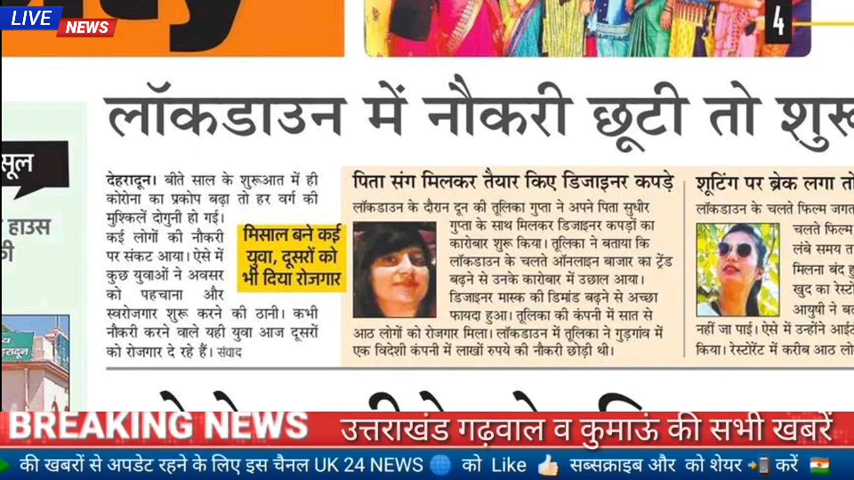 LIVE
NEWS
4
लॉकडाउन में नौकरी छूटी तो
देहरादून। बीते साल के शुरूआत में ही
कोरोना का प्रकोप बढ़ा तो हर वर्ग की
मुश्किलें दोगुनी हो गई।
कई लोगों की नौकरी
पर संकट आया। ऐसे में
कुछ युवाओं ने अवसर
को पहचाना और
स्वरोजगार शुरू करने की ठानी। कभी
नौकरी करने वाले यही युवा आज दूसरों
को रोजगार दे रहे हैं। संवाद
मिसाल बने कई
युवा, दूसरों को
भी दिया रोजगार
पिता संग मिलकर तैयार किए डिजाइनर कपड़े
लॉकडाउन के दौरान दून की तूलिका गुप्ता ने अपने पिता सुधीर
गुप्ता के साथ मिलकर डिजाइनर कपड़ों का
कारोबार शुरू किया। तूलिका ने बताया कि
लॉकडाउन के चलते ऑनलाइन बाजार का ट्रेंड
बढ़ने से उनके कारोबार में उछाल आया।
डिजाइनर मास्क की डिमांड बढ़ने से अच्छा
फायदा हुआ। तूलिका की कंपनी में सात से
आठ लोगों को रोजगार मिला। लॉकडाउन में तूलिका ने गुड़गांव में
एक विदेशी कंपनी में लाखों रुपये की नौकरी छोड़ी थी।
शूटिंग पर ब्रेक लगा तो
लॉकडाउन के चलते फिल्म जगत
चलते फिल्म
लंबे समय त
मिलना बंद हु
खुद का रेस्टो
आयुषी ने ब
नहीं जा पाई। ऐसे में उन्होंने आईट
किया। रेस्टोरेंट में करीब आठ लो
हाउस
की
BREAKING NEWS
उत्तराखंड गढ़वाल व कुमाऊं की सभी खबरें
की खबरों से अपडेट रहने के लिए इस चैनल UK 24 NEWS 🌐 को Like 👍🏻 सब्सक्राइब और को शेयर 📲 करें 🇮🇳